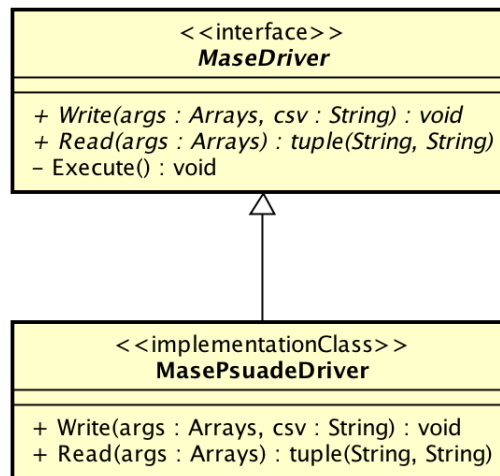 <<interface>>
MaseDriver
+ Write(args : Arrays, csv : String) : void
+ Read(args : Arrays) : tuple(String, String)
– Execute() : void
<<implementationClass>>
MasePsuadeDriver
+ Write(args : Arrays, csv : String) : void
+ Read(args : Arrays) : tuple(String, String)